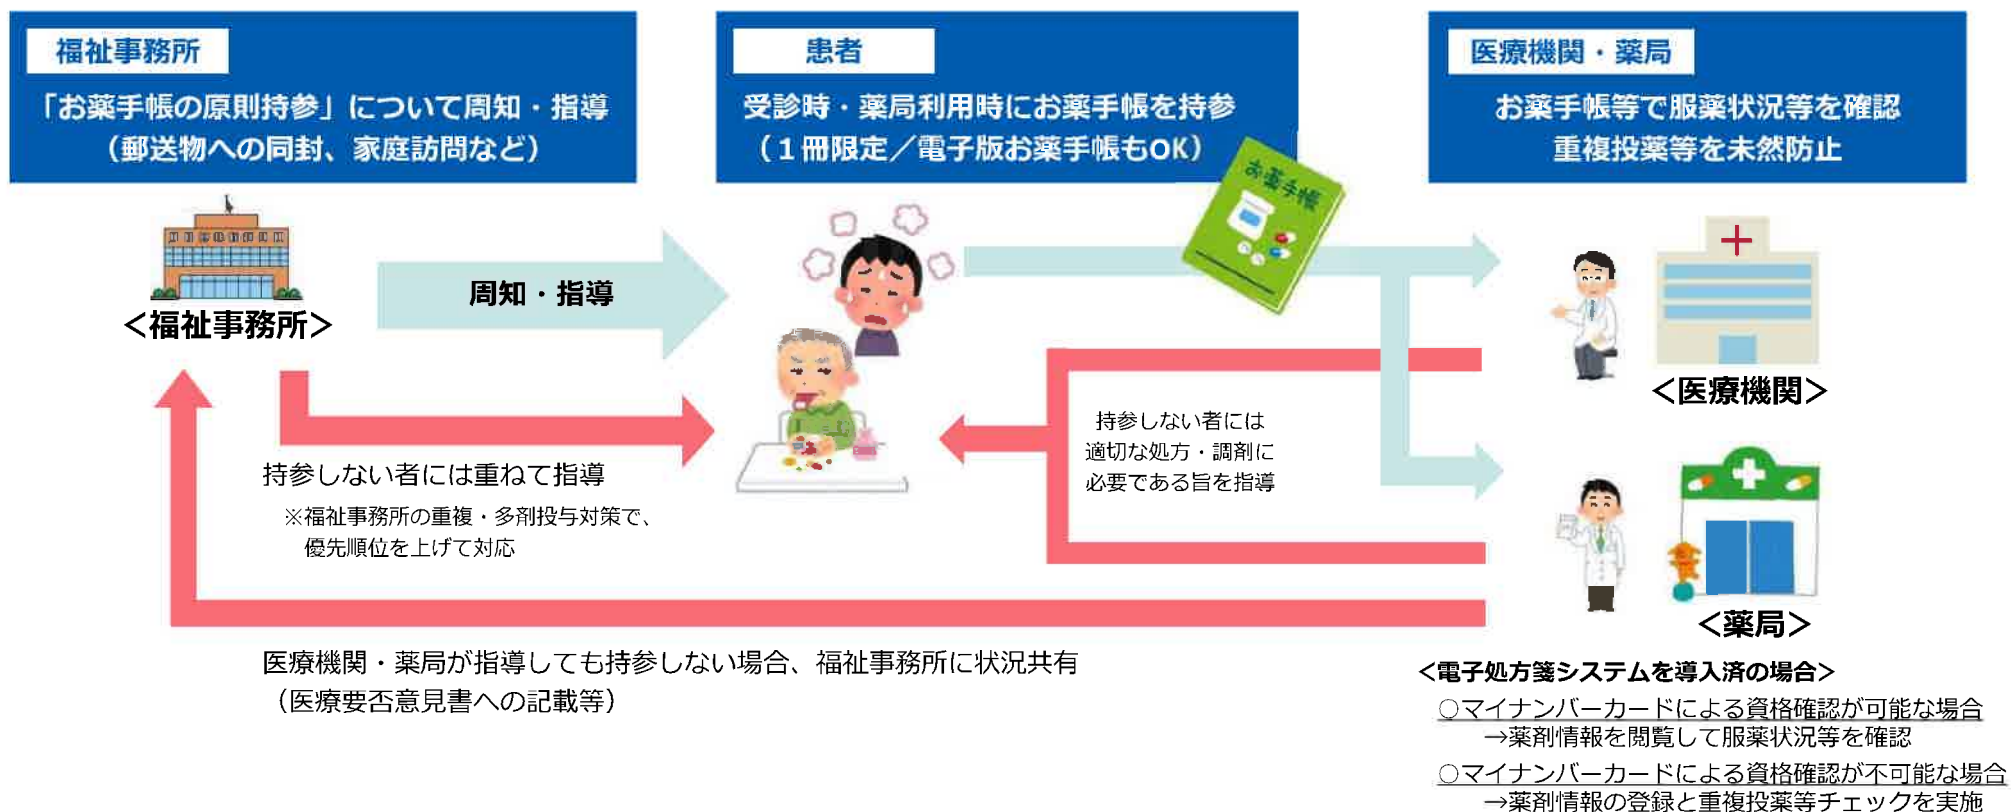 福祉事務所
「お薬手帳の原則持参」について周知・指導
（郵送物への同封、家庭訪問など）
患者
受診時・薬局利用時にお薬手帳を持参
（１冊限定／電子版お薬手帳もOK）
医療機関・薬局
お薬手帳等で服薬状況等を確認
重複投薬等を未然防止
お薬手帳
周知・指導
＜福祉事務所＞
＜医療機関＞
持参しない者には
適切な処方・調剤に
必要である旨を指導
持参しない者には重ねて指導
※福祉事務所の重複・多剤投与対策で、
優先順位を上げて対応
＜薬局＞
医療機関・薬局が指導しても持参しない場合、福祉事務所に状況共有
（医療要否意見書への記載等）
＜電子処方箋システムを導入済の場合＞
○マイナンバーカードによる資格確認が可能な場合
→薬剤情報を閲覧して服薬状況等を確認
○マイナンバーカードによる資格確認が不可能な場合
→薬剤情報の登録と重複投薬等チェックを実施